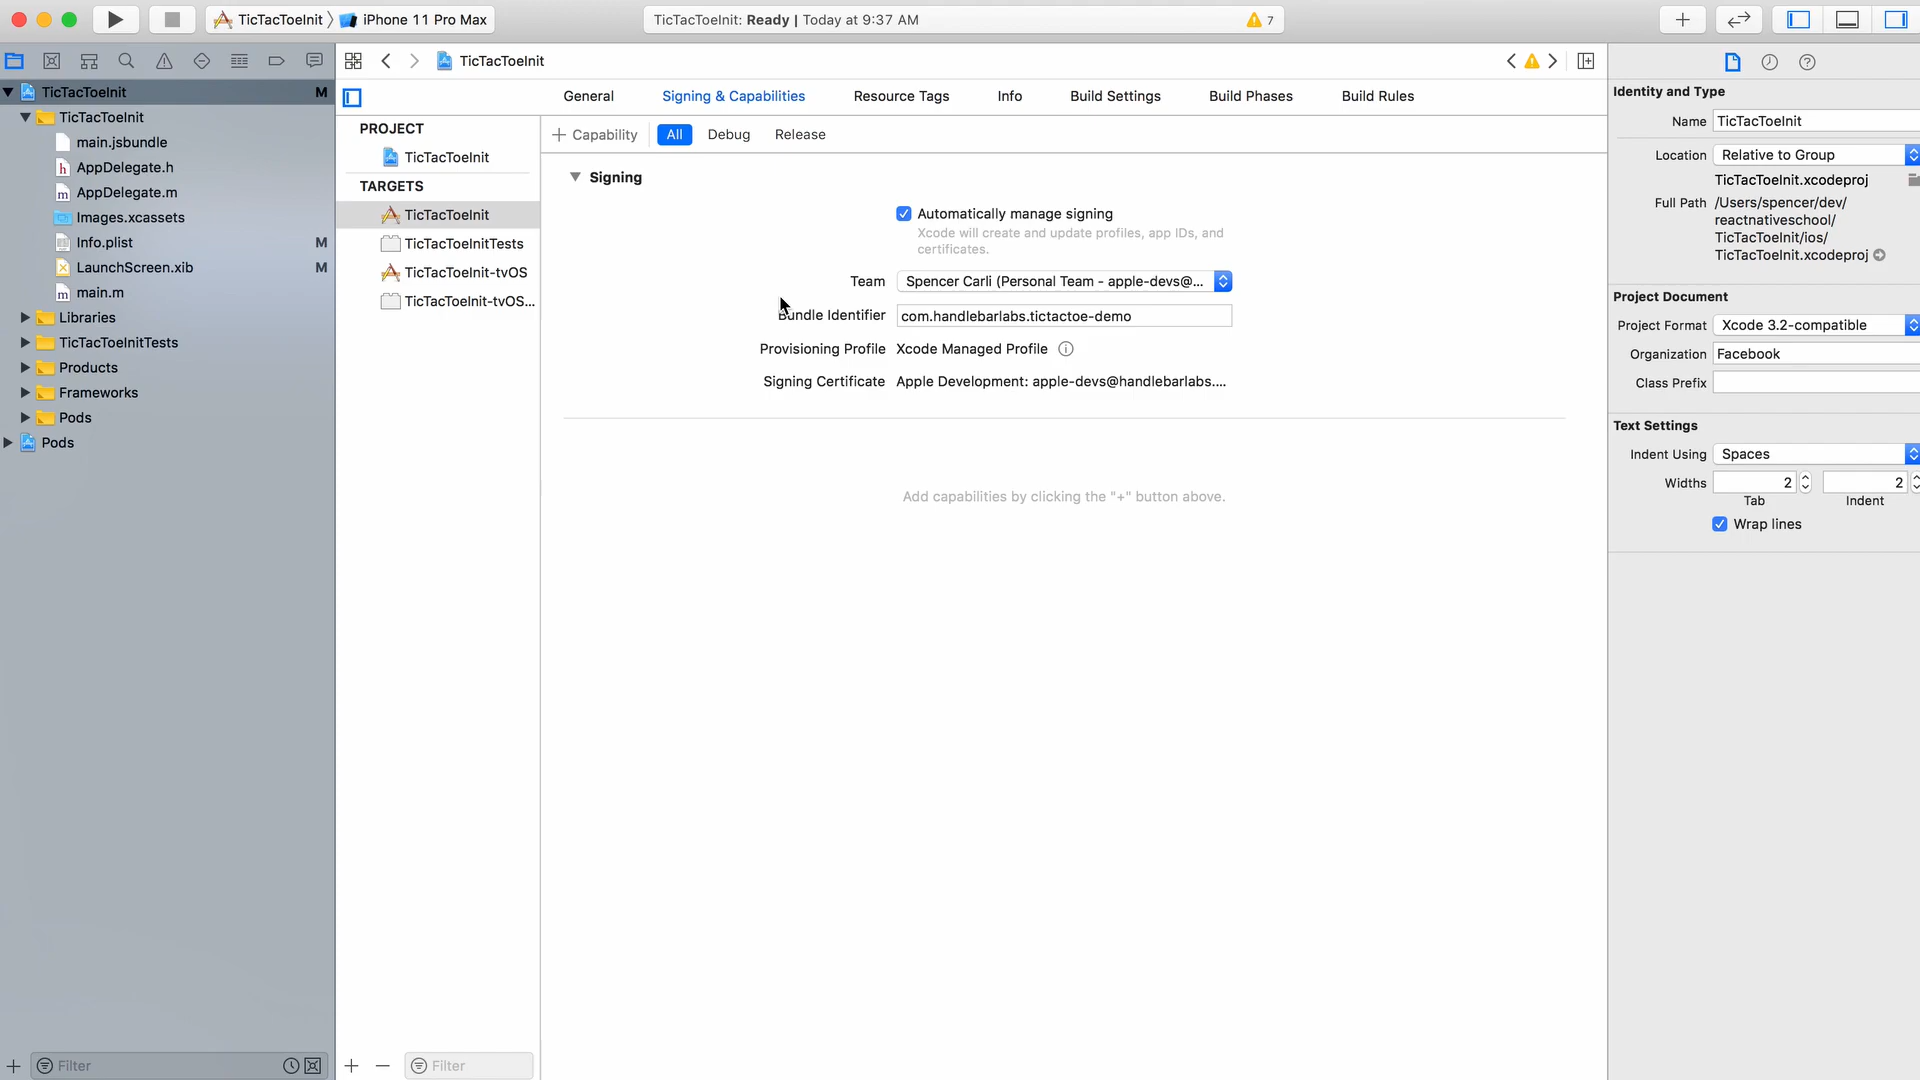 TicTacToeInit
iPhone 11 Pro Max
TicTacToeInit: Ready | Today at 9:37 AM
7
TicTacToeInit
M
TicTacToeInit
main.jsbundle
AppDelegate.h
AppDelegate.m
Images.xcassets
Info.plist
M
LaunchScreen.xib
M
main.m
Libraries
TicTacToeInitTests
Products
Frameworks
Pods
Pods
Filter
TicTacToeInit
General
Signing & Capabilities
Resource Tags
Info
Build Settings
Build Phases
Build Rules
PROJECT
TicTacToeInit
TARGETS
TicTacToeInit
TicTacToeInitTests
TicTacToeInit-tvOS
TicTacToeInit-tvOS...
Filter
+ Capability
All
Debug
Release
Signing
Automatically manage signing
Xcode will create and update profiles, app IDs, and
certificates.
Team
Spencer Carli (Personal Team - apple-devs@...
Bundle Identifier
com.handlebarlabs.tictactoe-demo
Provisioning Profile
Xcode Managed Profile
Signing Certificate
Apple Development: apple-devs@handlebarlabs....
Add capabilities by clicking the "+" button above.
Identity and Type
Name
TicTacToeInit
Location
Relative to Group
TicTacToeInit.xcodeproj
Full Path
/Users/spencer/dev/
reactnativeschool/
TicTacToeInit/ios/
TicTacToeInit.xcodeproj
Project Document
Project Format
Xcode 3.2-compatible
Organization
Facebook
Class Prefix
Text Settings
Indent Using
Spaces
Widths
2
2
Tab
Indent
Wrap lines